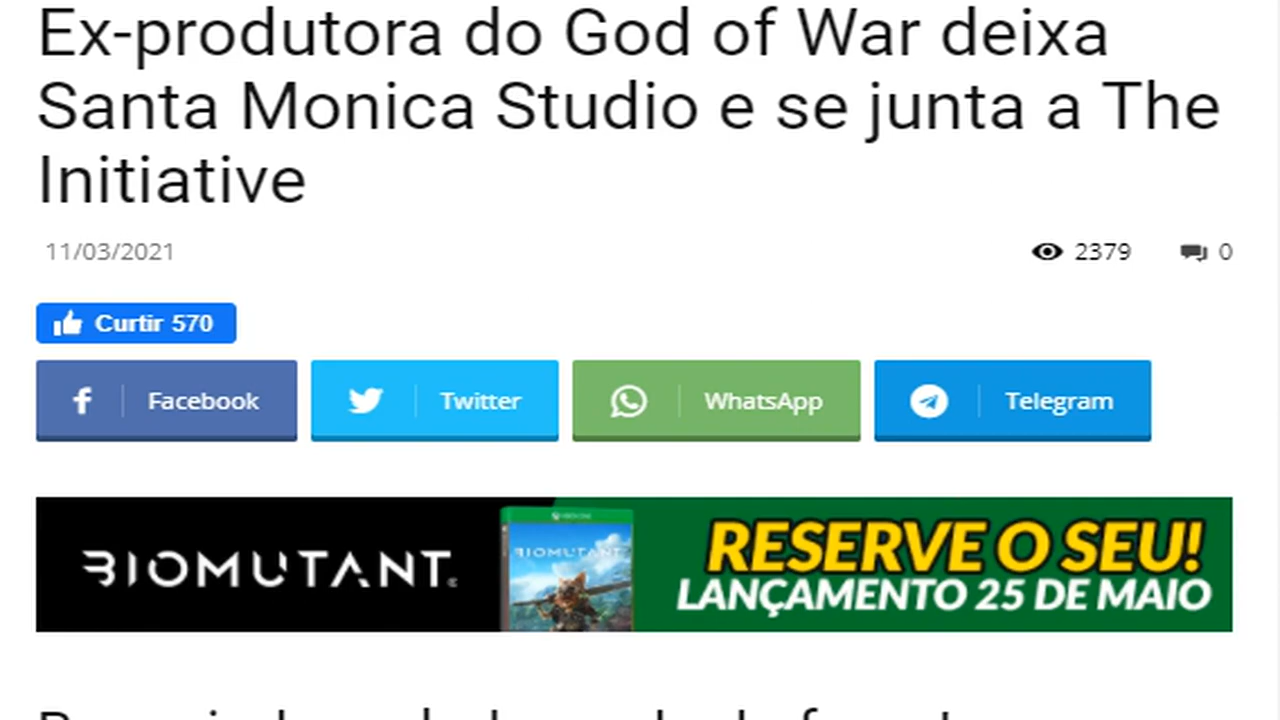 Ex-produtora do God of War deixa
Santa Monica Studio e se junta a The
Initiative
11/03/2021 2379 0
Curtir 570
Facebook Twitter WhatsApp Telegram
BIOMUTANT
BIOMUTANT
RESERVE O SEU!
LANÇAMENTO 25 DE MAIO